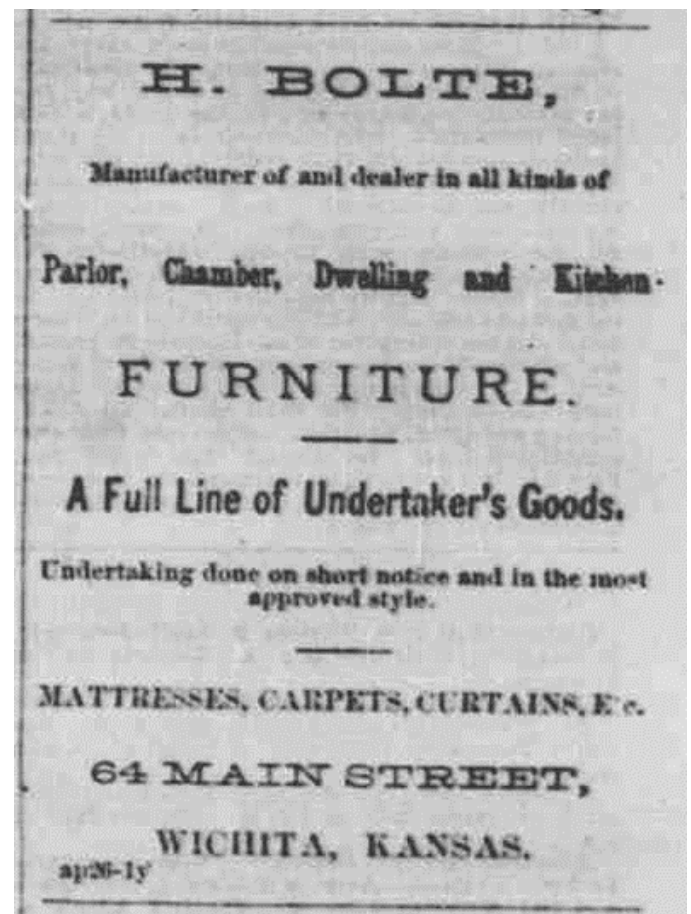 H. BOLTE,
Manufacturer of and dealer in all kinds of
Parlor, Chamber, Dwelling and Kitchen
FURNITURE.
A Full Line of Undertaker's Goods.
Undertaking done on short notice and in the most
approved style.
MATTRESSES, CARPETS, CURTAINS, Etc.
64 MAIN STREET,
WICHITA, KANSAS.
ap26-1y